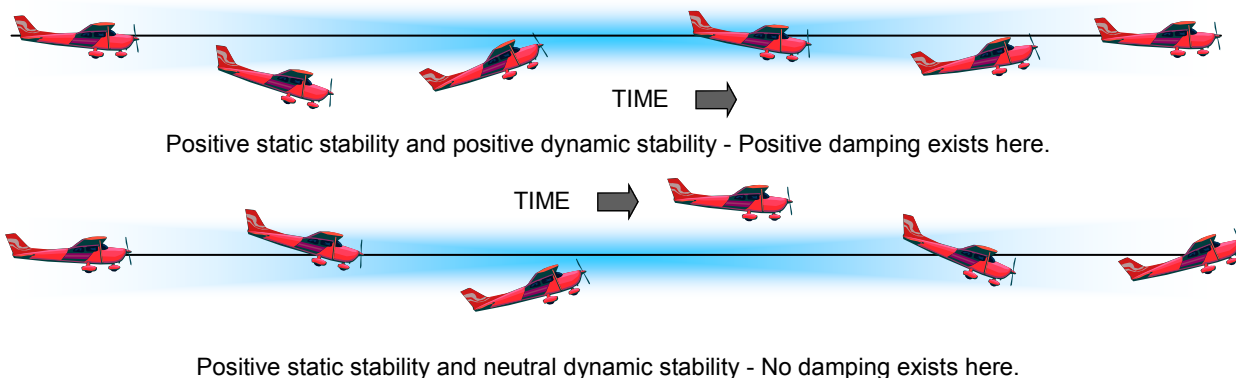 TIME
Positive static stability and positive dynamic stability - Positive damping exists here.
TIME
Positive static stability and neutral dynamic stability - No damping exists here.